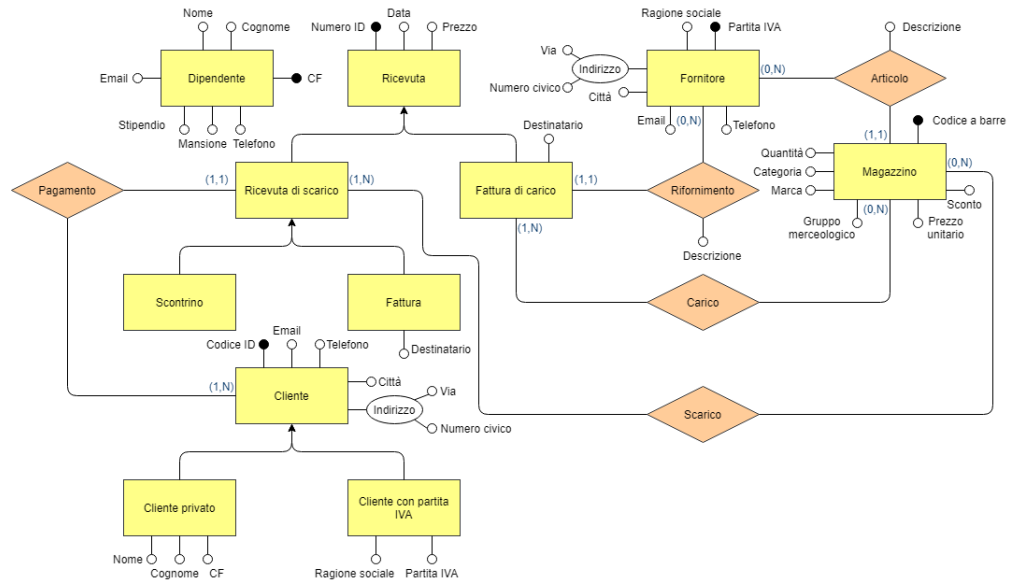 Nome
Cognome
Email
Dipendente
CF
Stipendio
Mansione
Telefono
Numero ID
Data
Prezzo
Ricevuta
Ragione sociale
Partita IVA
Via
Indirizzo
Numero civico
Città
Fornitore
(0,N)
Email
(0,N)
Telefono
Descrizione
Articolo
(1,1)
Codice a barre
Quantità
Categoria
Marca
Magazzino
(0,N)
Sconto
Gruppo
merceologico
(0,N)
Prezzo
unitario
Pagamento
(1,1)
Ricevuta di scarico
(1,N)
Destinatario
Fattura di carico
(1,1)
(1,N)
Rifornimento
Descrizione
Scontrino
Fattura
Destinatario
Carico
Codice ID
Email
Telefono
(1,N)
Cliente
Città
Indirizzo
Via
Numero civico
Scarico
Cliente privato
Nome
Cognome
CF
Cliente con partita
IVA
Ragione sociale
Partita IVA